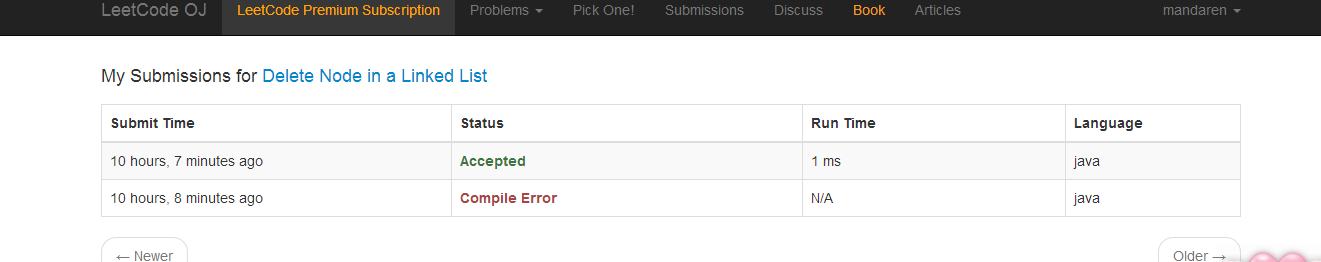 LeetCode OJ LeetCode Premium Subscription Problems Pick One! Submissions Discuss Book Articles mandaren
My Submissions for Delete Node in a Linked List
Submit Time Status Run Time Language
10 hours, 7 minutes ago Accepted 1 ms java
10 hours, 8 minutes ago Compile Error N/A java
← Newer Older →